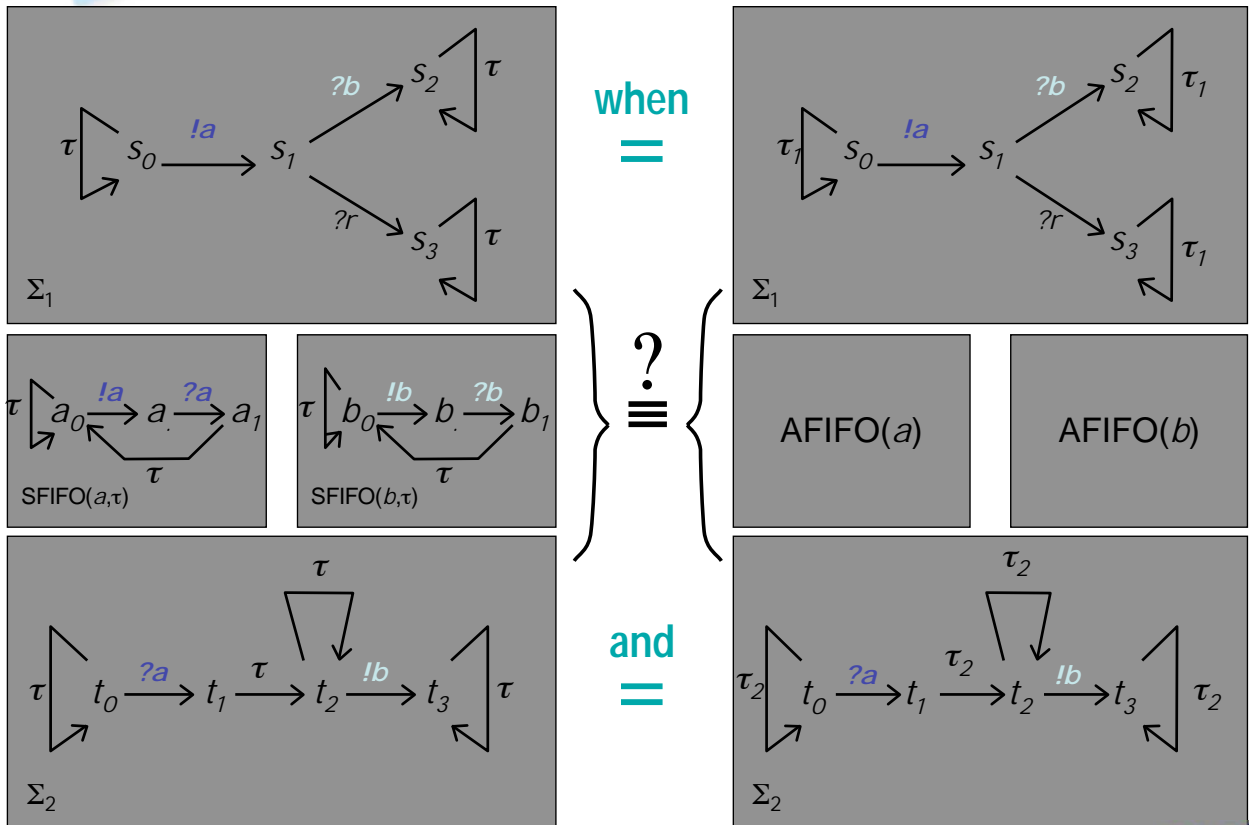 ?b
s2
τ
!a
τ
s0
s1
?r
s3
τ
Σ1
when
=
?b
s2
τ1
!a
τ1
s0
s1
?r
s3
τ1
Σ1
τ
a0
!a
a.
?a
a1
τ
SFIFO(a,τ)
τ
b0
!b
b.
?b
b1
τ
SFIFO(b,τ)
?
≡
AFIFO(a)
AFIFO(b)
τ
τ
t0
?a
t1
τ
t2
!b
t3
τ
Σ2
and
=
τ2
τ2
t0
?a
t1
τ2
t2
!b
t3
τ2
Σ2